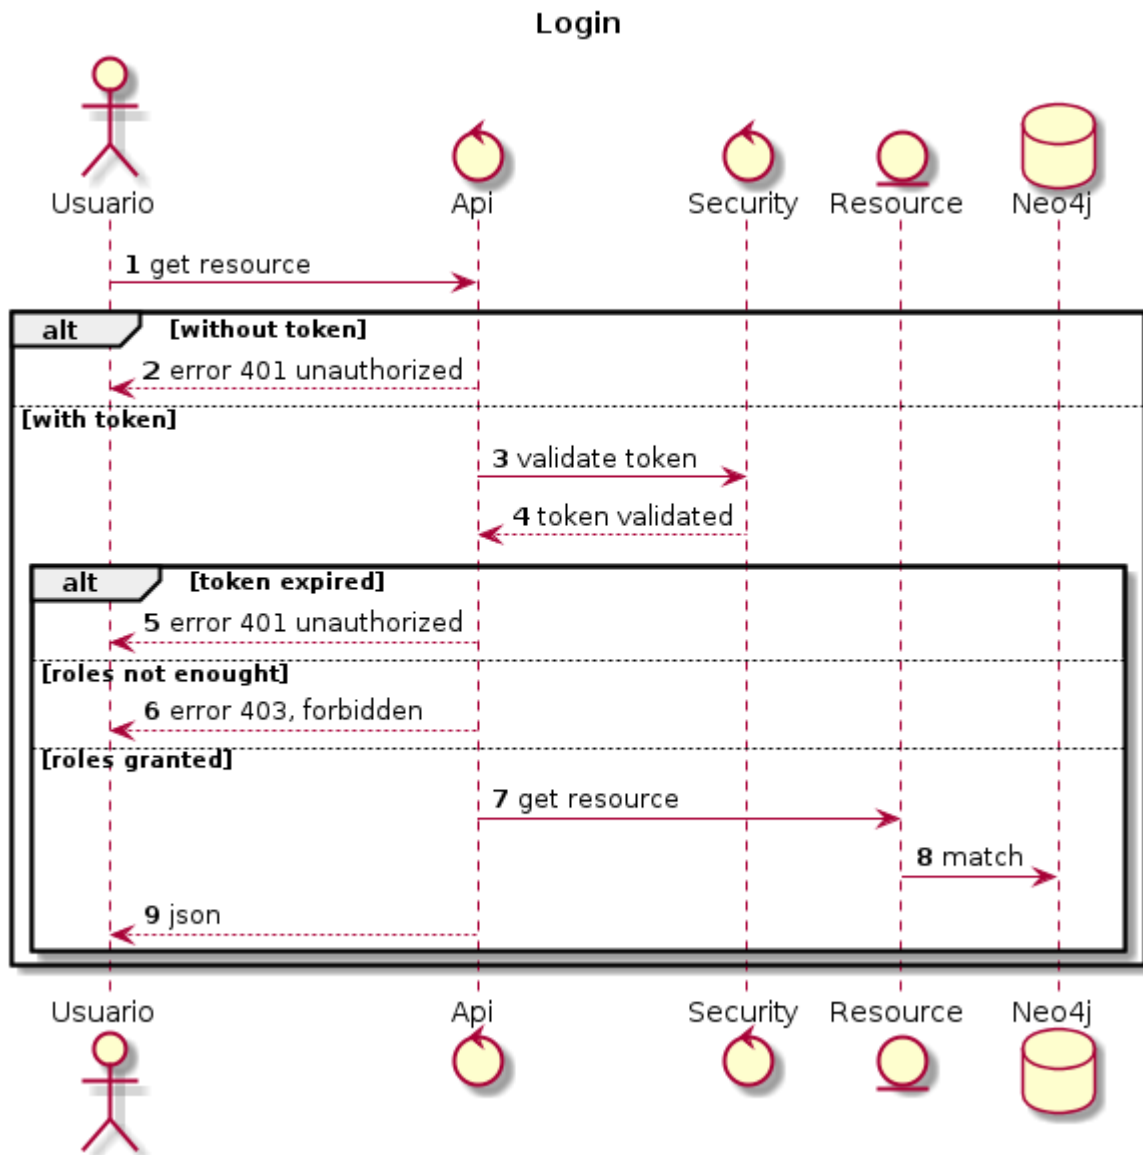 Login
Usuario
Api
Security
Resource
Neo4j
1 get resource
alt [without token]
2 error 401 unauthorized
[with token]
3 validate token
4 token validated
alt [token expired]
5 error 401 unauthorized
[roles not enought]
6 error 403, forbidden
[roles granted]
7 get resource
8 match
9 json
Usuario
Api
Security
Resource
Neo4j